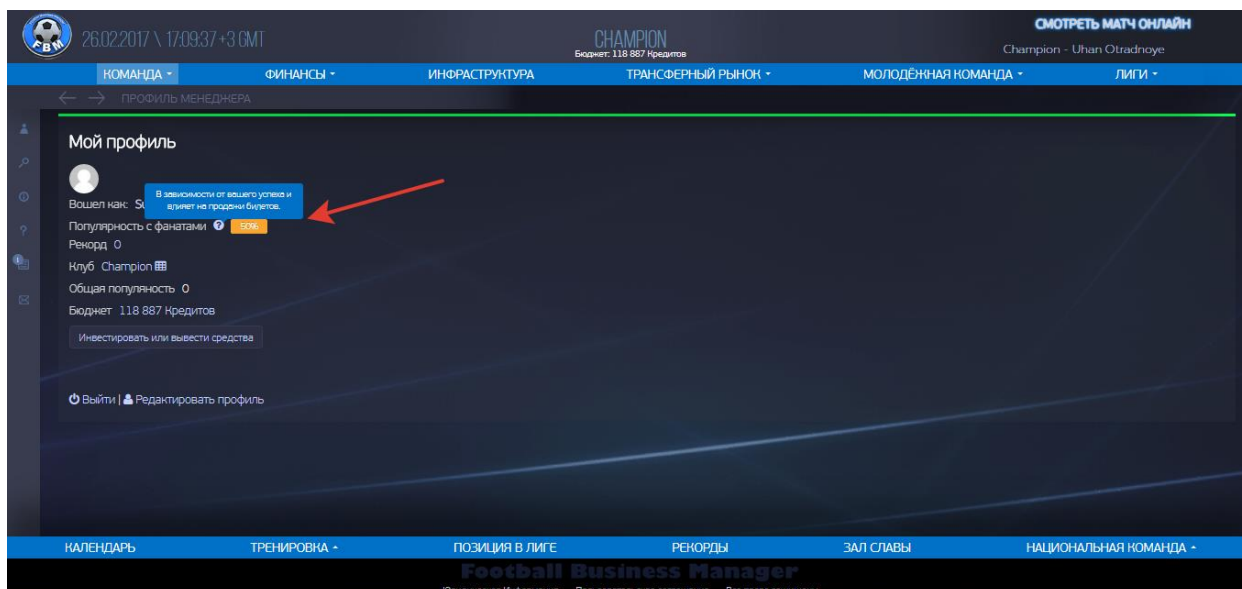 FBM
26.02.2017 \ 17:09:37 +3 GMT
CHAMPION
Бюджет: 118 887 Кредитов
СМОТРЕТЬ МАТЧ ОНЛАЙН
Champion - Uhan Otradnoye
КОМАНДА ФИНАНСЫ ИНФРАСТРУКТУРА ТРАНСФЕРНЫЙ РЫНОК МОЛОДЁЖНАЯ КОМАНДА ЛИГИ
ПРОФИЛЬ МЕНЕДЖЕРА
Мой профиль
В зависимости от вашего успеха и
влияет на продажи билетов.
Вошел как:
Популярность с фанатами ? 50%
Рекорд 0
Клуб Champion
Общая популяность 0
Бюджет 118 887 Кредитов
Инвестировать или вывести средства
Выйти | Редактировать профиль
КАЛЕНДАРЬ ТРЕНИРОВКА ПОЗИЦИЯ В ЛИГЕ РЕКОРДЫ ЗАЛ СЛАВЫ НАЦИОНАЛЬНАЯ КОМАНДА
Football Business Manager